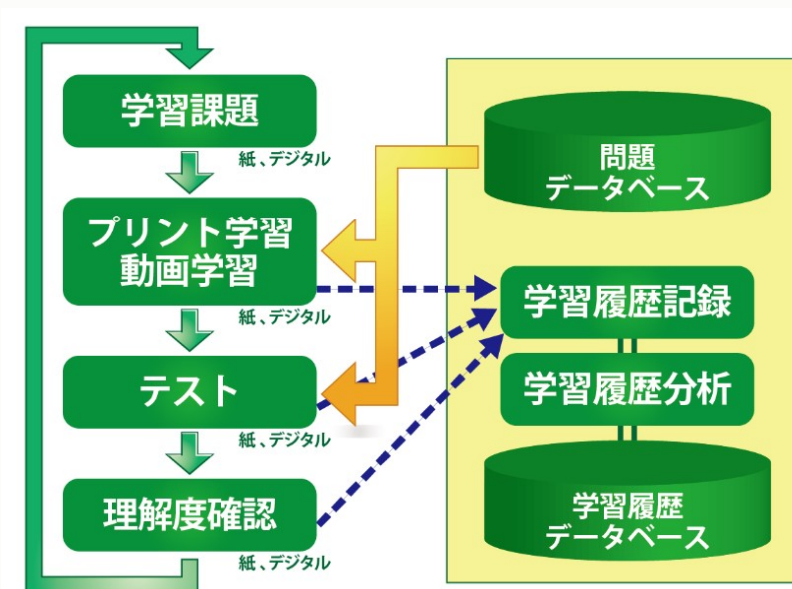 学習課題
紙、デジタル
プリント学習
動画学習
紙、デジタル
テスト
紙、デジタル
理解度確認
紙、デジタル
問題
データベース
学習履歴記録
学習履歴分析
学習履歴
データベース